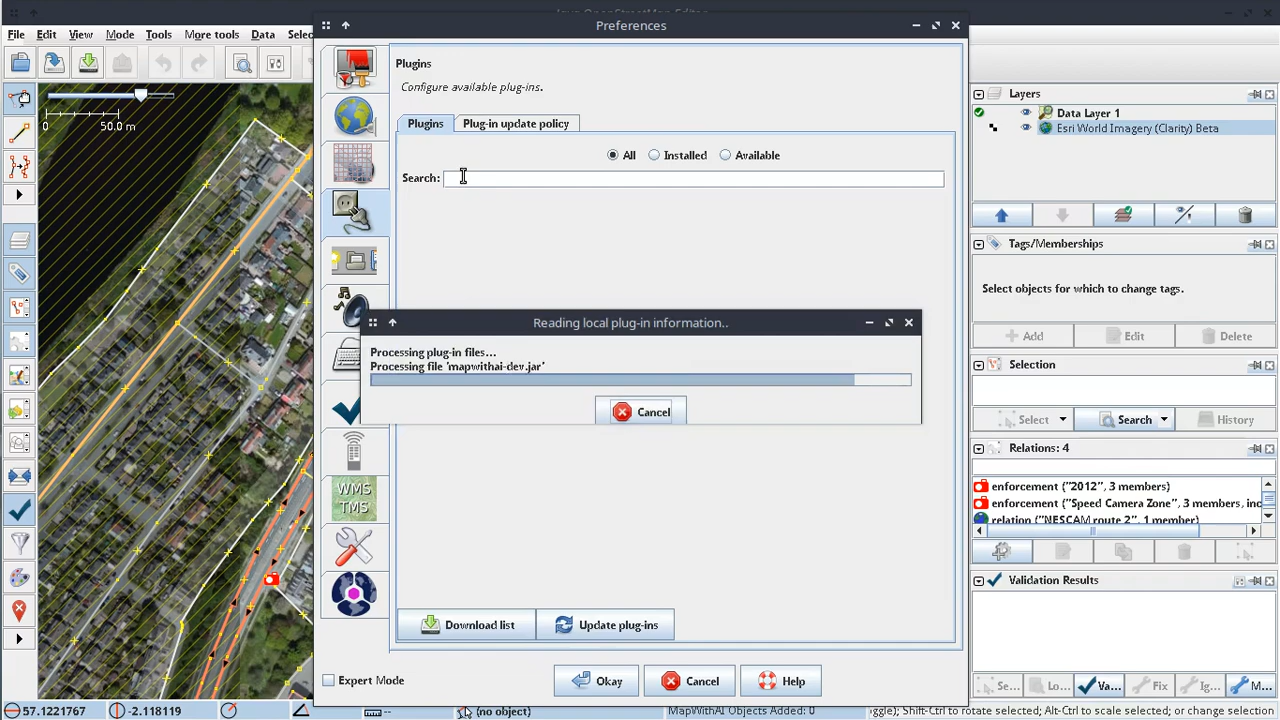 Preferences
File Edit View Mode Tools More tools Data
50.0 m
Plugins
Configure available plug-ins.
Plugins Plug-in update policy
All Installed Available
Search:
Reading local plug-in information..
Processing plug-in files...
Processing file 'mapwithai-dev.jar'
Cancel
WMS
TMS
Download list Update plug-ins
Expert Mode
Okay Cancel Help
Layers
Data Layer 1
Esri World Imagery (Clarity) Beta
Tags/Memberships
Select objects for which to change tags.
Add Edit Delete
Selection
Select Search History
Relations: 4
enforcement ("2012", 3 members)
enforcement ("Speed Camera Zone", 3 members, inc
relation ("NESCAM route 2", 1 member)
Validation Results
Se... Lo... Va... Fix Ig... M...
57.1221767 -2.118119 -- (no object) MapWithAI Objects Added: 0 ggle); Shift-Ctrl to rotate selected; Alt-Ctrl to scale selected; or change selection